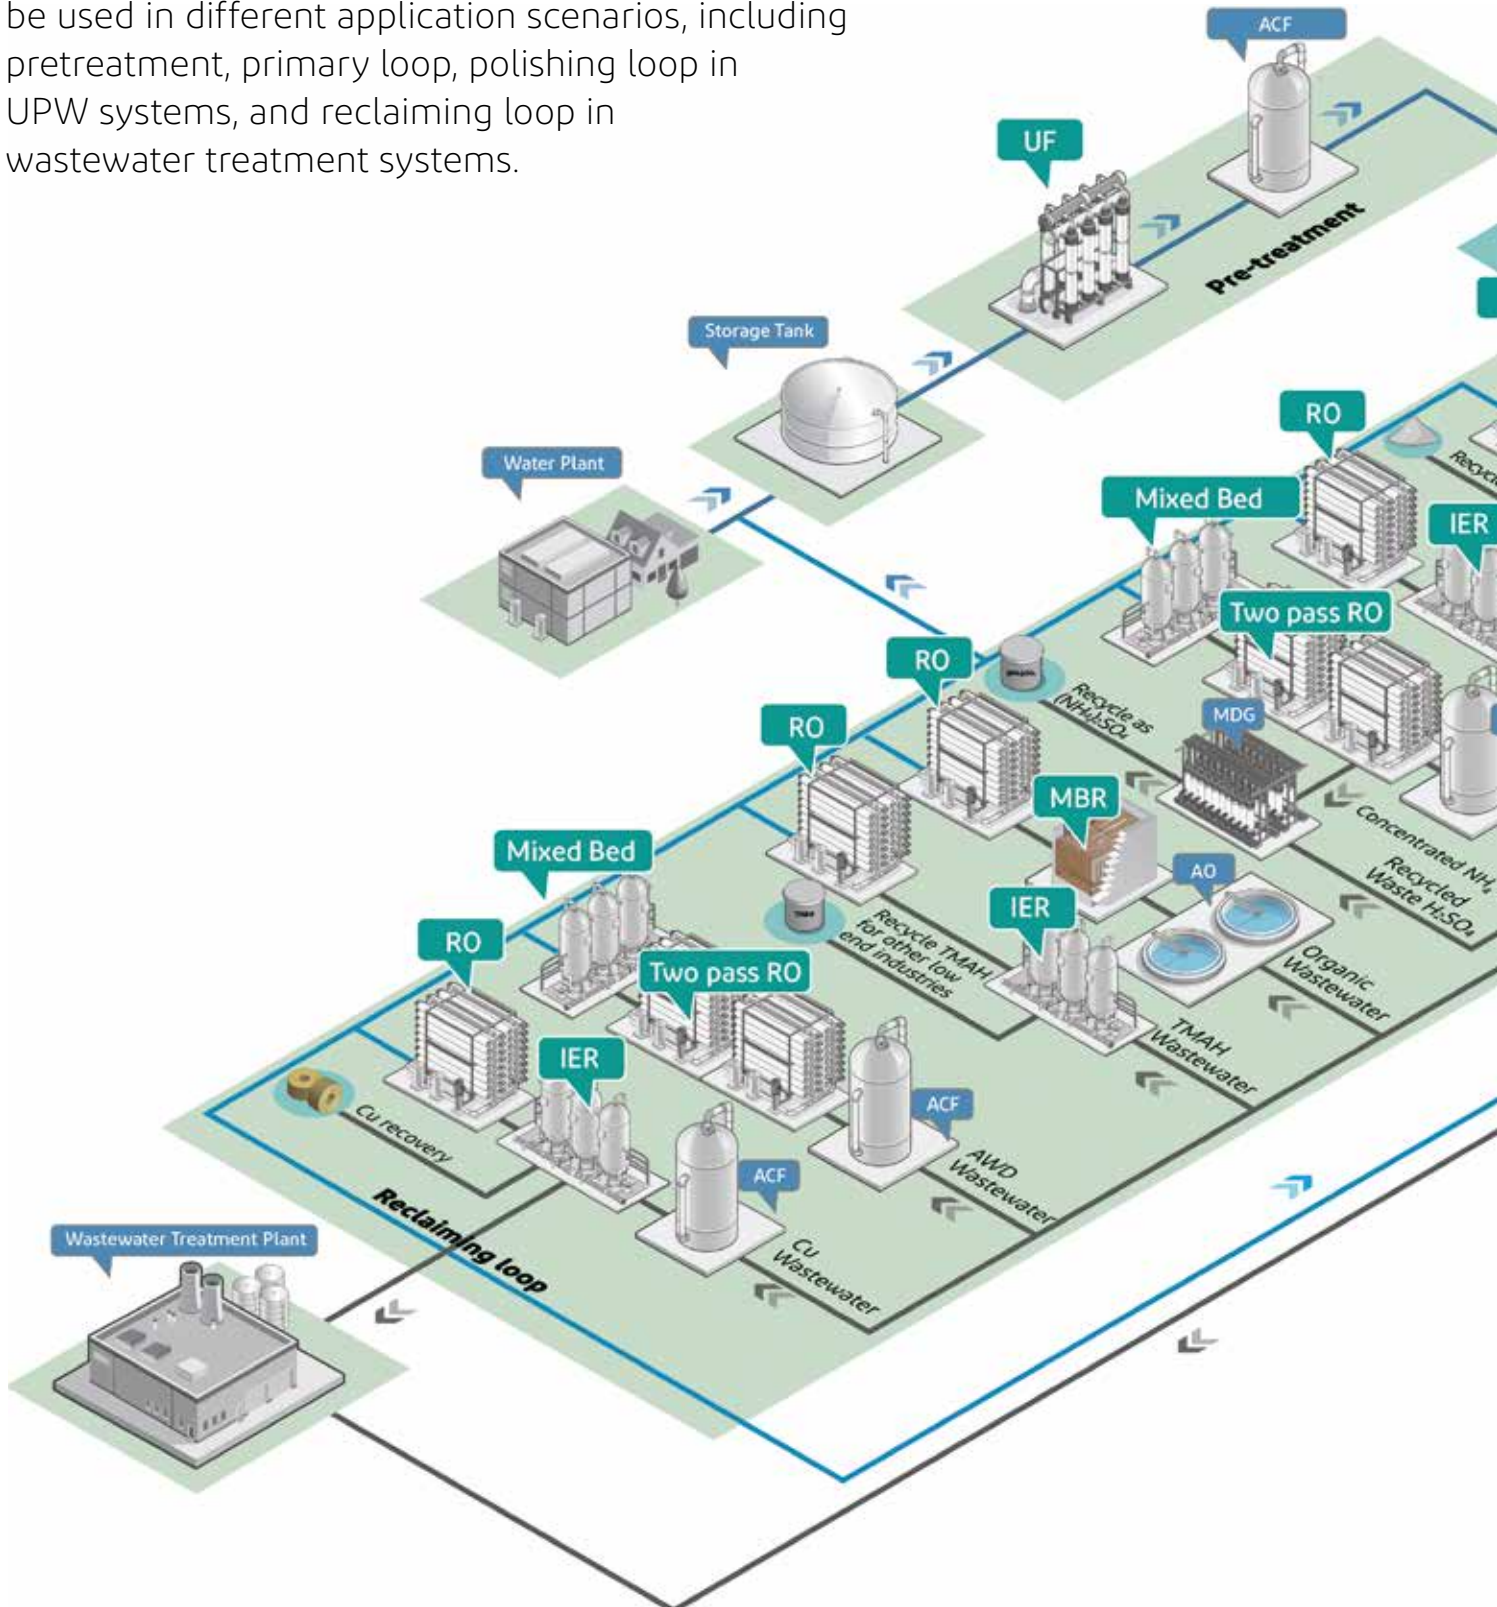 be used in different application scenarios, including
pretreatment, primary loop, polishing loop in
UPW systems, and reclaiming loop in
wastewater treatment systems.
ACF
UF
Pre-treatment
Storage Tank
Water Plant
RO
Mixed Bed
IER
Two pass RO
RO
Recycle as
(NH₄)₂SO₄
MDG
RO
MBR
Concentrated NH₄
Recycled
Waste H₂SO₄
Mixed Bed
AO
IER
Recycle TMAH
for other low
end industries
Organic
Wastewater
RO
Two pass RO
TMAH
Wastewater
IER
ACF
Cu recovery
AWD
Wastewater
ACF
Reclaiming loop
Cu
Wastewater
Wastewater Treatment Plant